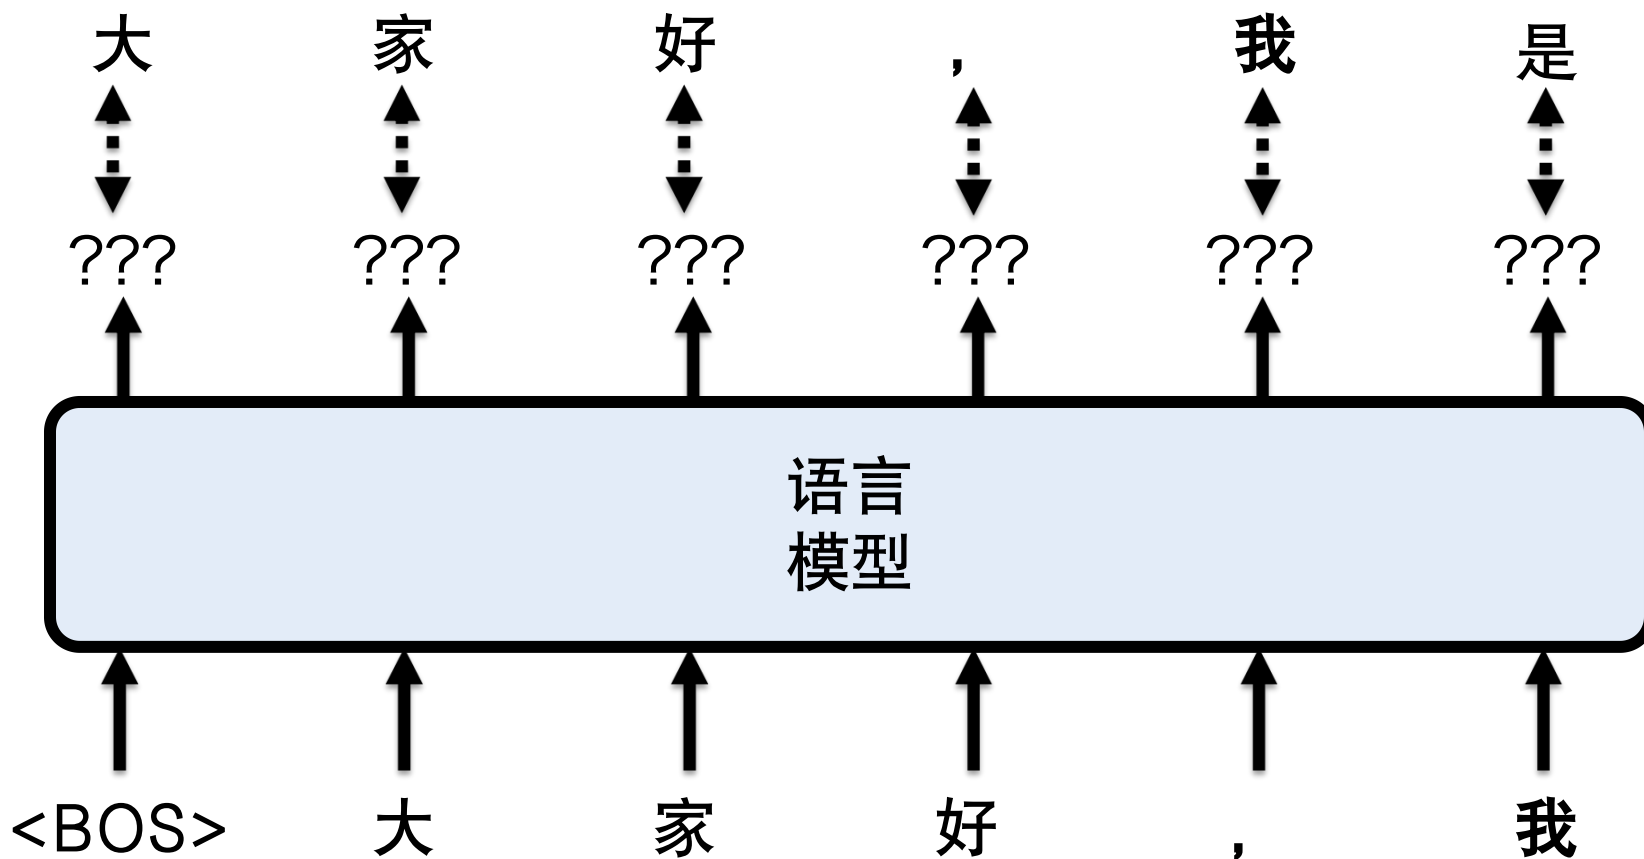 大 家 好 , 我 是
??? ??? ??? ??? ??? ???
语言
模型
<BOS> 大 家 好 , 我